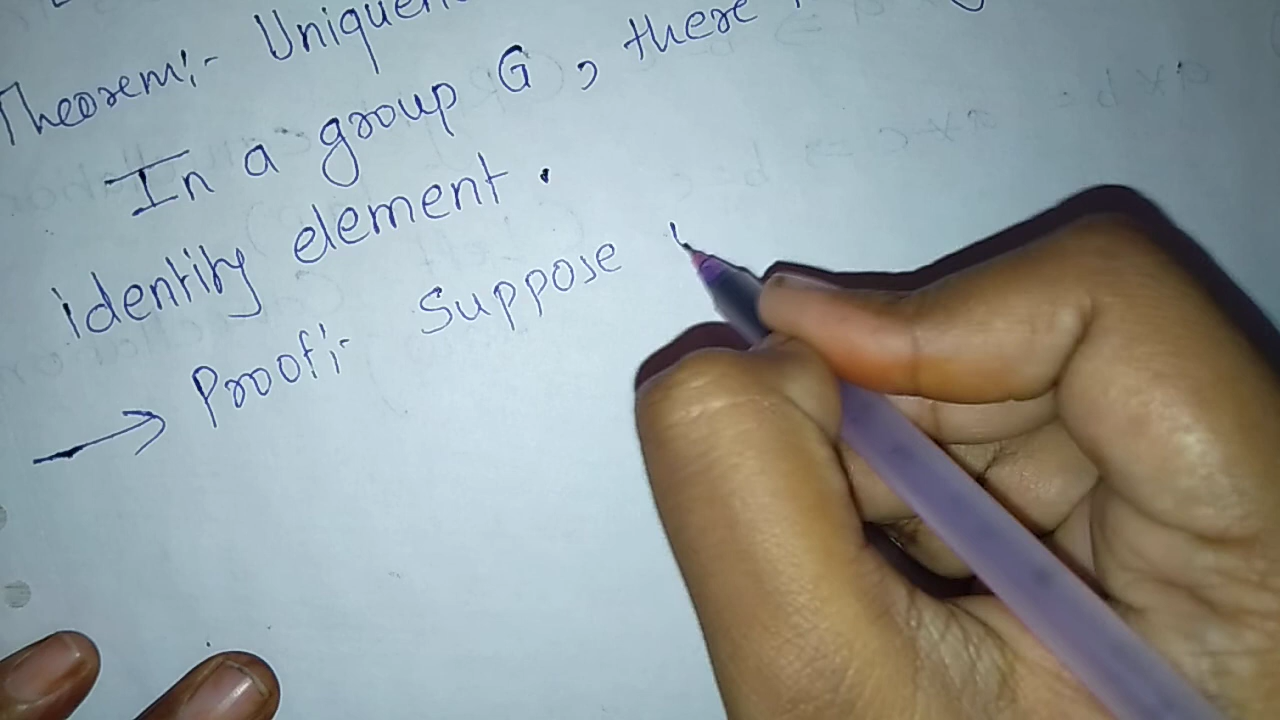 Theorem:- Uniquen
In a group G, there
identity element.
→ Proof:- Suppose